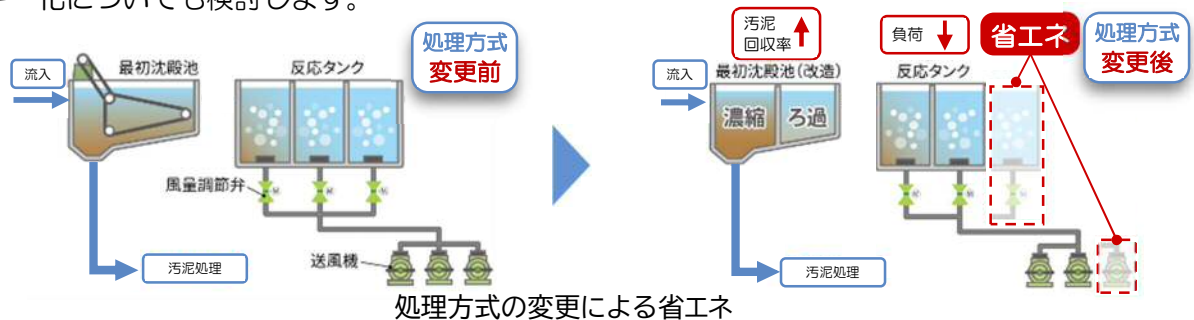 化についても検討します。
処理方式
変更前
流入
最初沈殿池
反応タンク
風量調節弁
送風機
汚泥処理
汚泥
回収率
負荷
省エネ
処理方式
変更後
流入
最初沈殿池(改造)
反応タンク
濃縮
ろ過
汚泥処理
処理方式の変更による省エネ